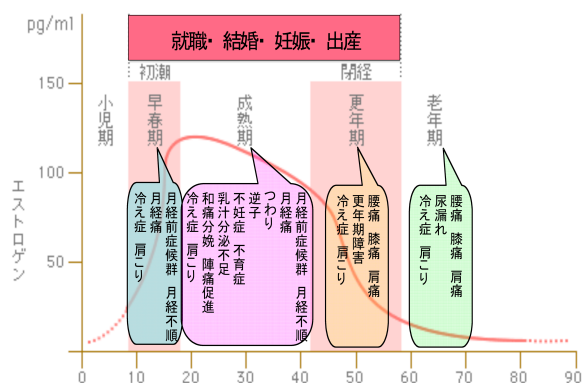 pg/ml
就職・結婚・妊娠・出産
初潮
閉経
150
小児期
早春期
成熟期
更年期
老年期
100
エストロゲン
50
月経前症候群 月経不順
月経痛
冷え症 肩こり
月経前症候群 月経不順
月経痛
つわり
逆子
不妊症 不育症
乳汁分泌不足
和痛分娩 陣痛促進
冷え症 肩こり
腰痛 膝痛 肩痛
更年期障害
冷え症 肩こり
腰痛 膝痛 肩痛
尿漏れ
冷え症 肩こり
0 10 20 30 40 50 60 70 80 90